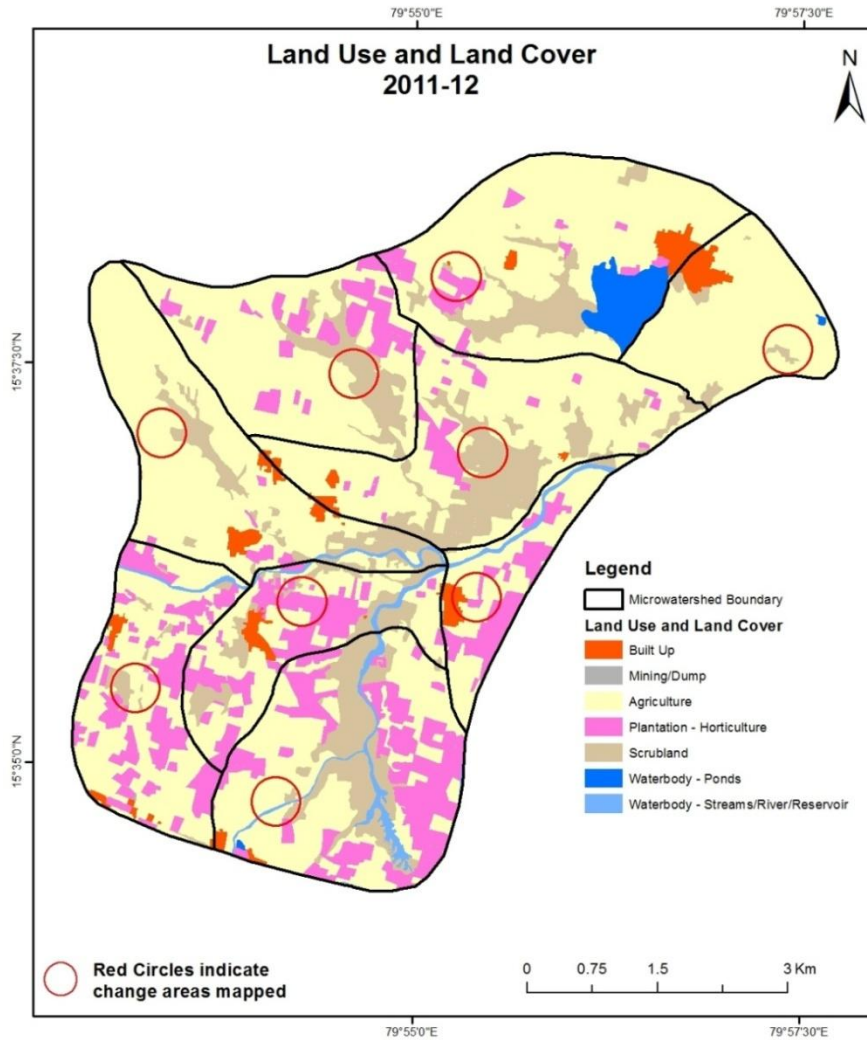 79°55'0"E 79°57'30"E
Land Use and Land Cover
2011-12
N
15°37'30"N
15°35'0"N
Legend
Microwatershed Boundary
Land Use and Land Cover
Built Up
Mining/Dump
Agriculture
Plantation - Horticulture
Scrubland
Waterbody - Ponds
Waterbody - Streams/River/Reservoir
Red Circles indicate
change areas mapped
0 0.75 1.5 3 Km
79°55'0"E 79°57'30"E